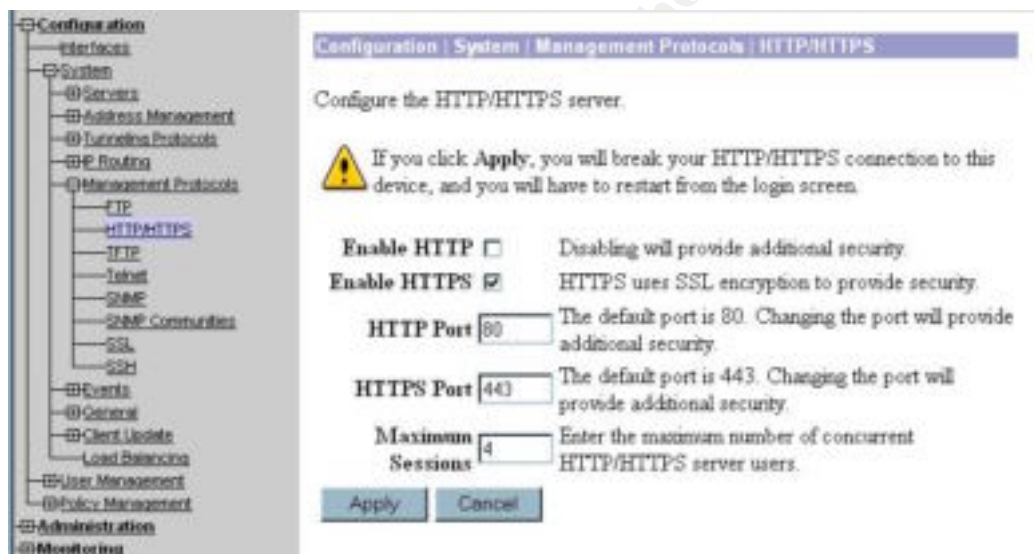 Configuration
Interfaces
System
Servers
Address Management
Tunneling Protocols
IP Routing
Management Protocols
FTP
HTTP/HTTPS
TFTP
Telnet
SNMP
SNMP Communities
SSL
SSH
Events
General
Client Update
Load Balancing
User Management
Policy Management
Administration
Monitoring
Configuration | System | Management Protocols | HTTP/HTTPS
Configure the HTTP/HTTPS server.
If you click Apply, you will break your HTTP/HTTPS connection to this
device, and you will have to restart from the login screen.
Enable HTTP Disabling will provide additional security.
Enable HTTPS HTTPS uses SSL encryption to provide security.
HTTP Port 80 The default port is 80. Changing the port will provide
additional security.
HTTPS Port 443 The default port is 443. Changing the port will
provide additional security.
Maximum Sessions 4 Enter the maximum number of concurrent
HTTP/HTTPS server users.
Apply Cancel